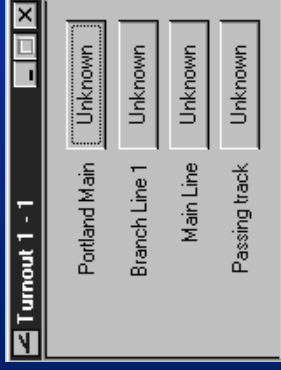 Turnout 1 - 1
Portland Main Unknown
Branch Line 1 Unknown
Main Line Unknown
Passing track Unknown